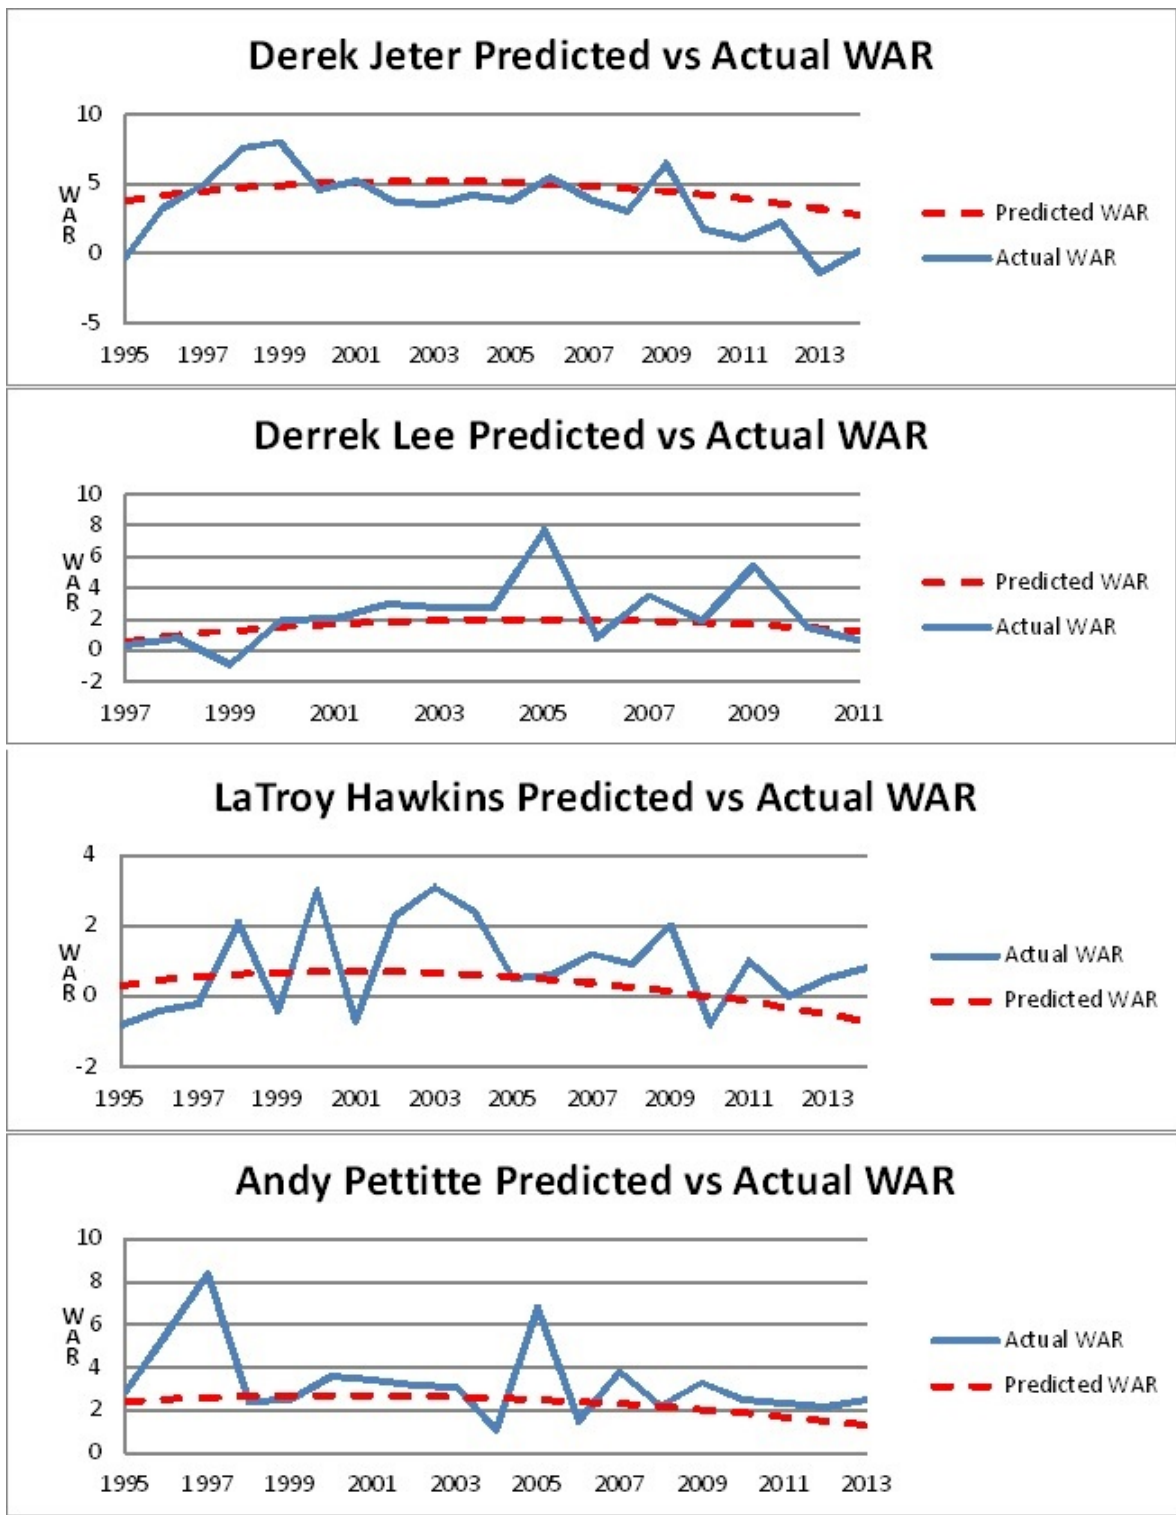 Derek Jeter Predicted vs Actual WAR
10
5
0
-5
W
A
R
1995 1997 1999 2001 2003 2005 2007 2009 2011 2013
Predicted WAR
Actual WAR
Derrek Lee Predicted vs Actual WAR
10
8
6
4
2
0
-2
W
A
R
1997 1999 2001 2003 2005 2007 2009 2011
Predicted WAR
Actual WAR
LaTroy Hawkins Predicted vs Actual WAR
4
2
0
-2
W
A
R
1995 1997 1999 2001 2003 2005 2007 2009 2011 2013
Actual WAR
Predicted WAR
Andy Pettitte Predicted vs Actual WAR
10
8
6
4
2
0
W
A
R
1995 1997 1999 2001 2003 2005 2007 2009 2011 2013
Actual WAR
Predicted WAR